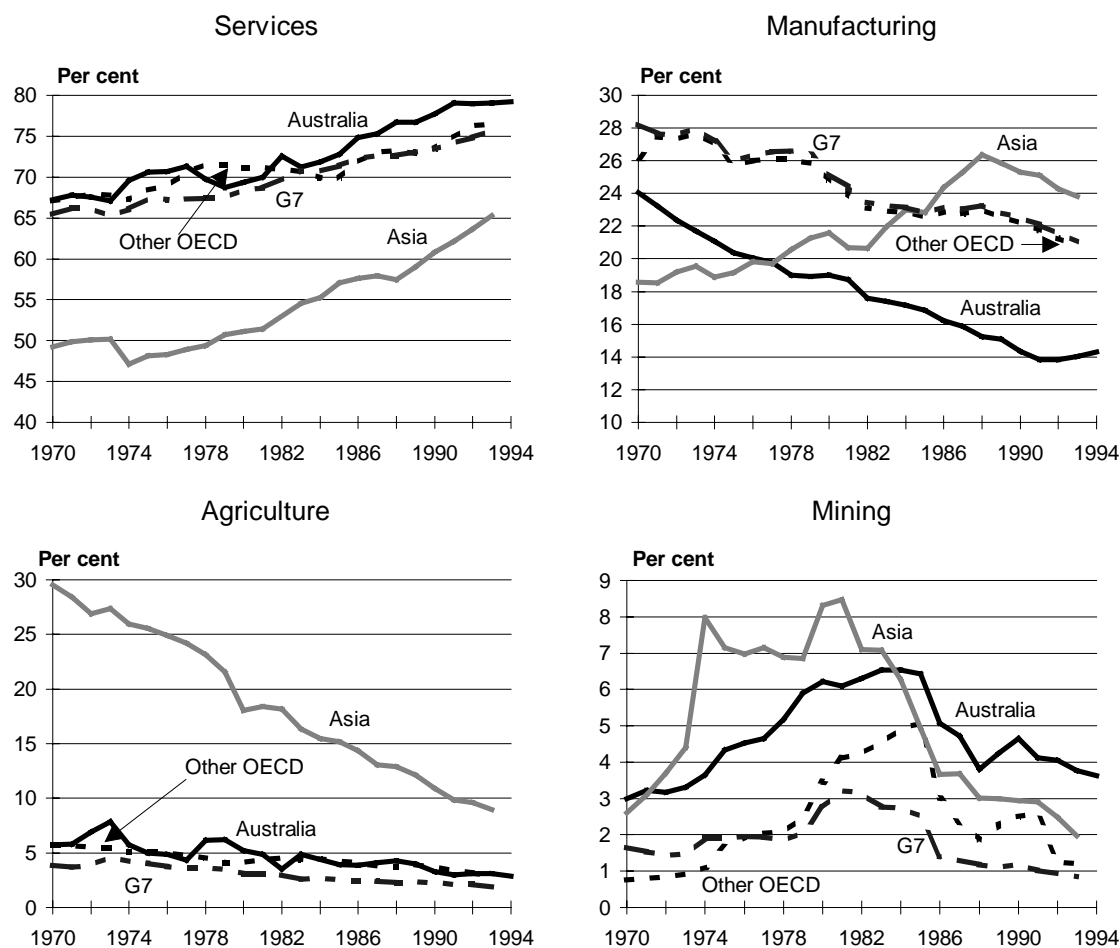 Services
Per cent
80
75
70
65
60
55
50
45
40
Australia
G7
Other OECD
Asia
1970 1974 1978 1982 1986 1990 1994
Manufacturing
Per cent
30
28
26
24
22
20
18
16
14
12
10
G7
Asia
Other OECD
Australia
1970 1974 1978 1982 1986 1990 1994
Agriculture
Per cent
30
25
20
15
10
5
0
Asia
Other OECD
Australia
G7
1970 1974 1978 1982 1986 1990 1994
Mining
Per cent
9
8
7
6
5
4
3
2
1
0
Asia
Australia
G7
Other OECD
1970 1974 1978 1982 1986 1990 1994